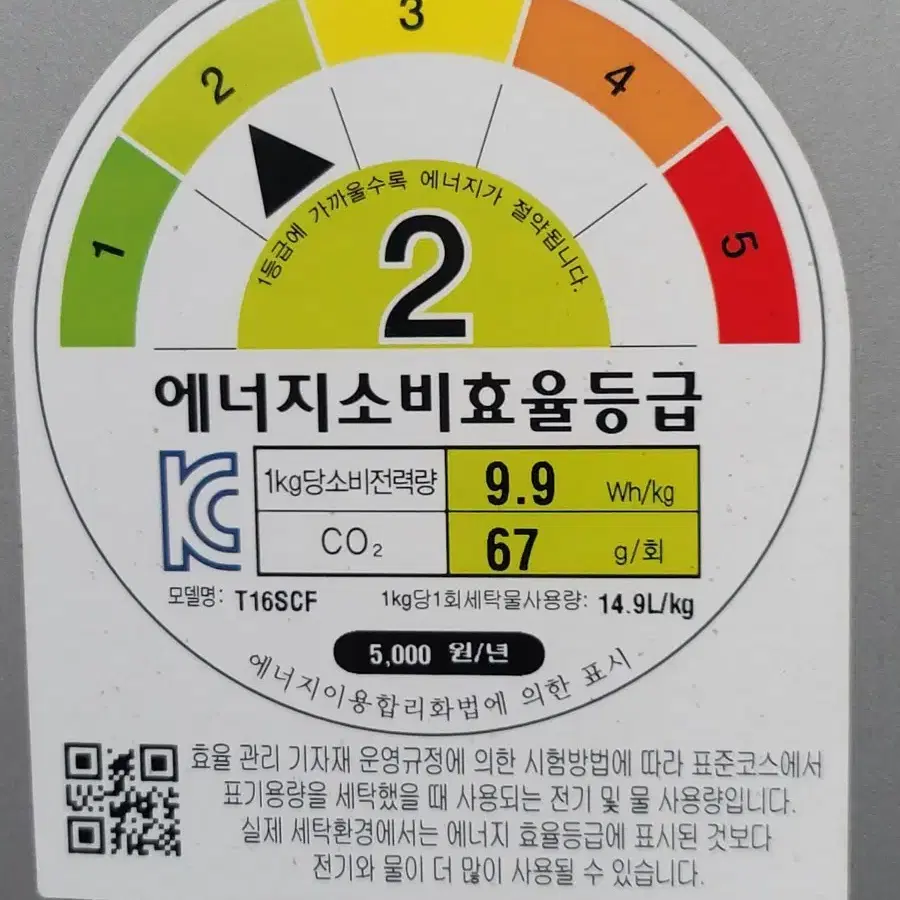 1
2
3
4
5
1등급에 가까울수록 에너지가 절약됩니다.
2
에너지소비효율등급
KC
1kg당소비전력량 9.9 Wh/kg
CO₂ 67 g/회
모델명: T16SCF 1kg당1회세탁물사용량: 14.9L/kg
5,000 원/년
에너지이용합리화법에 의한 표시
효율 관리 기자재 운영규정에 의한 시험방법에 따라 표준코스에서
표기용량을 세탁했을 때 사용되는 전기 및 물 사용량입니다.
실제 세탁환경에서는 에너지 효율등급에 표시된 것보다
전기와 물이 더 많이 사용될 수 있습니다.